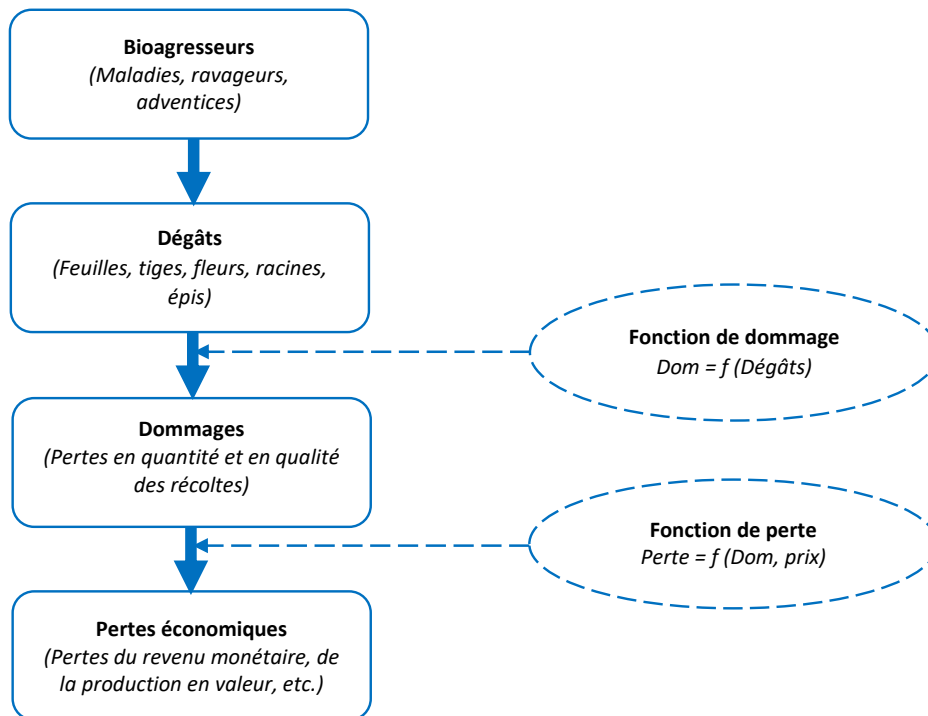 Bioagresseurs
(Maladies, ravageurs,
adventices)
Dégâts
(Feuilles, tiges, fleurs, racines,
épis)
Fonction de dommage
Dom = f (Dégâts)
Dommages
(Pertes en quantité et en qualité
des récoltes)
Fonction de perte
Perte = f (Dom, prix)
Pertes économiques
(Pertes du revenu monétaire, de
la production en valeur, etc.)